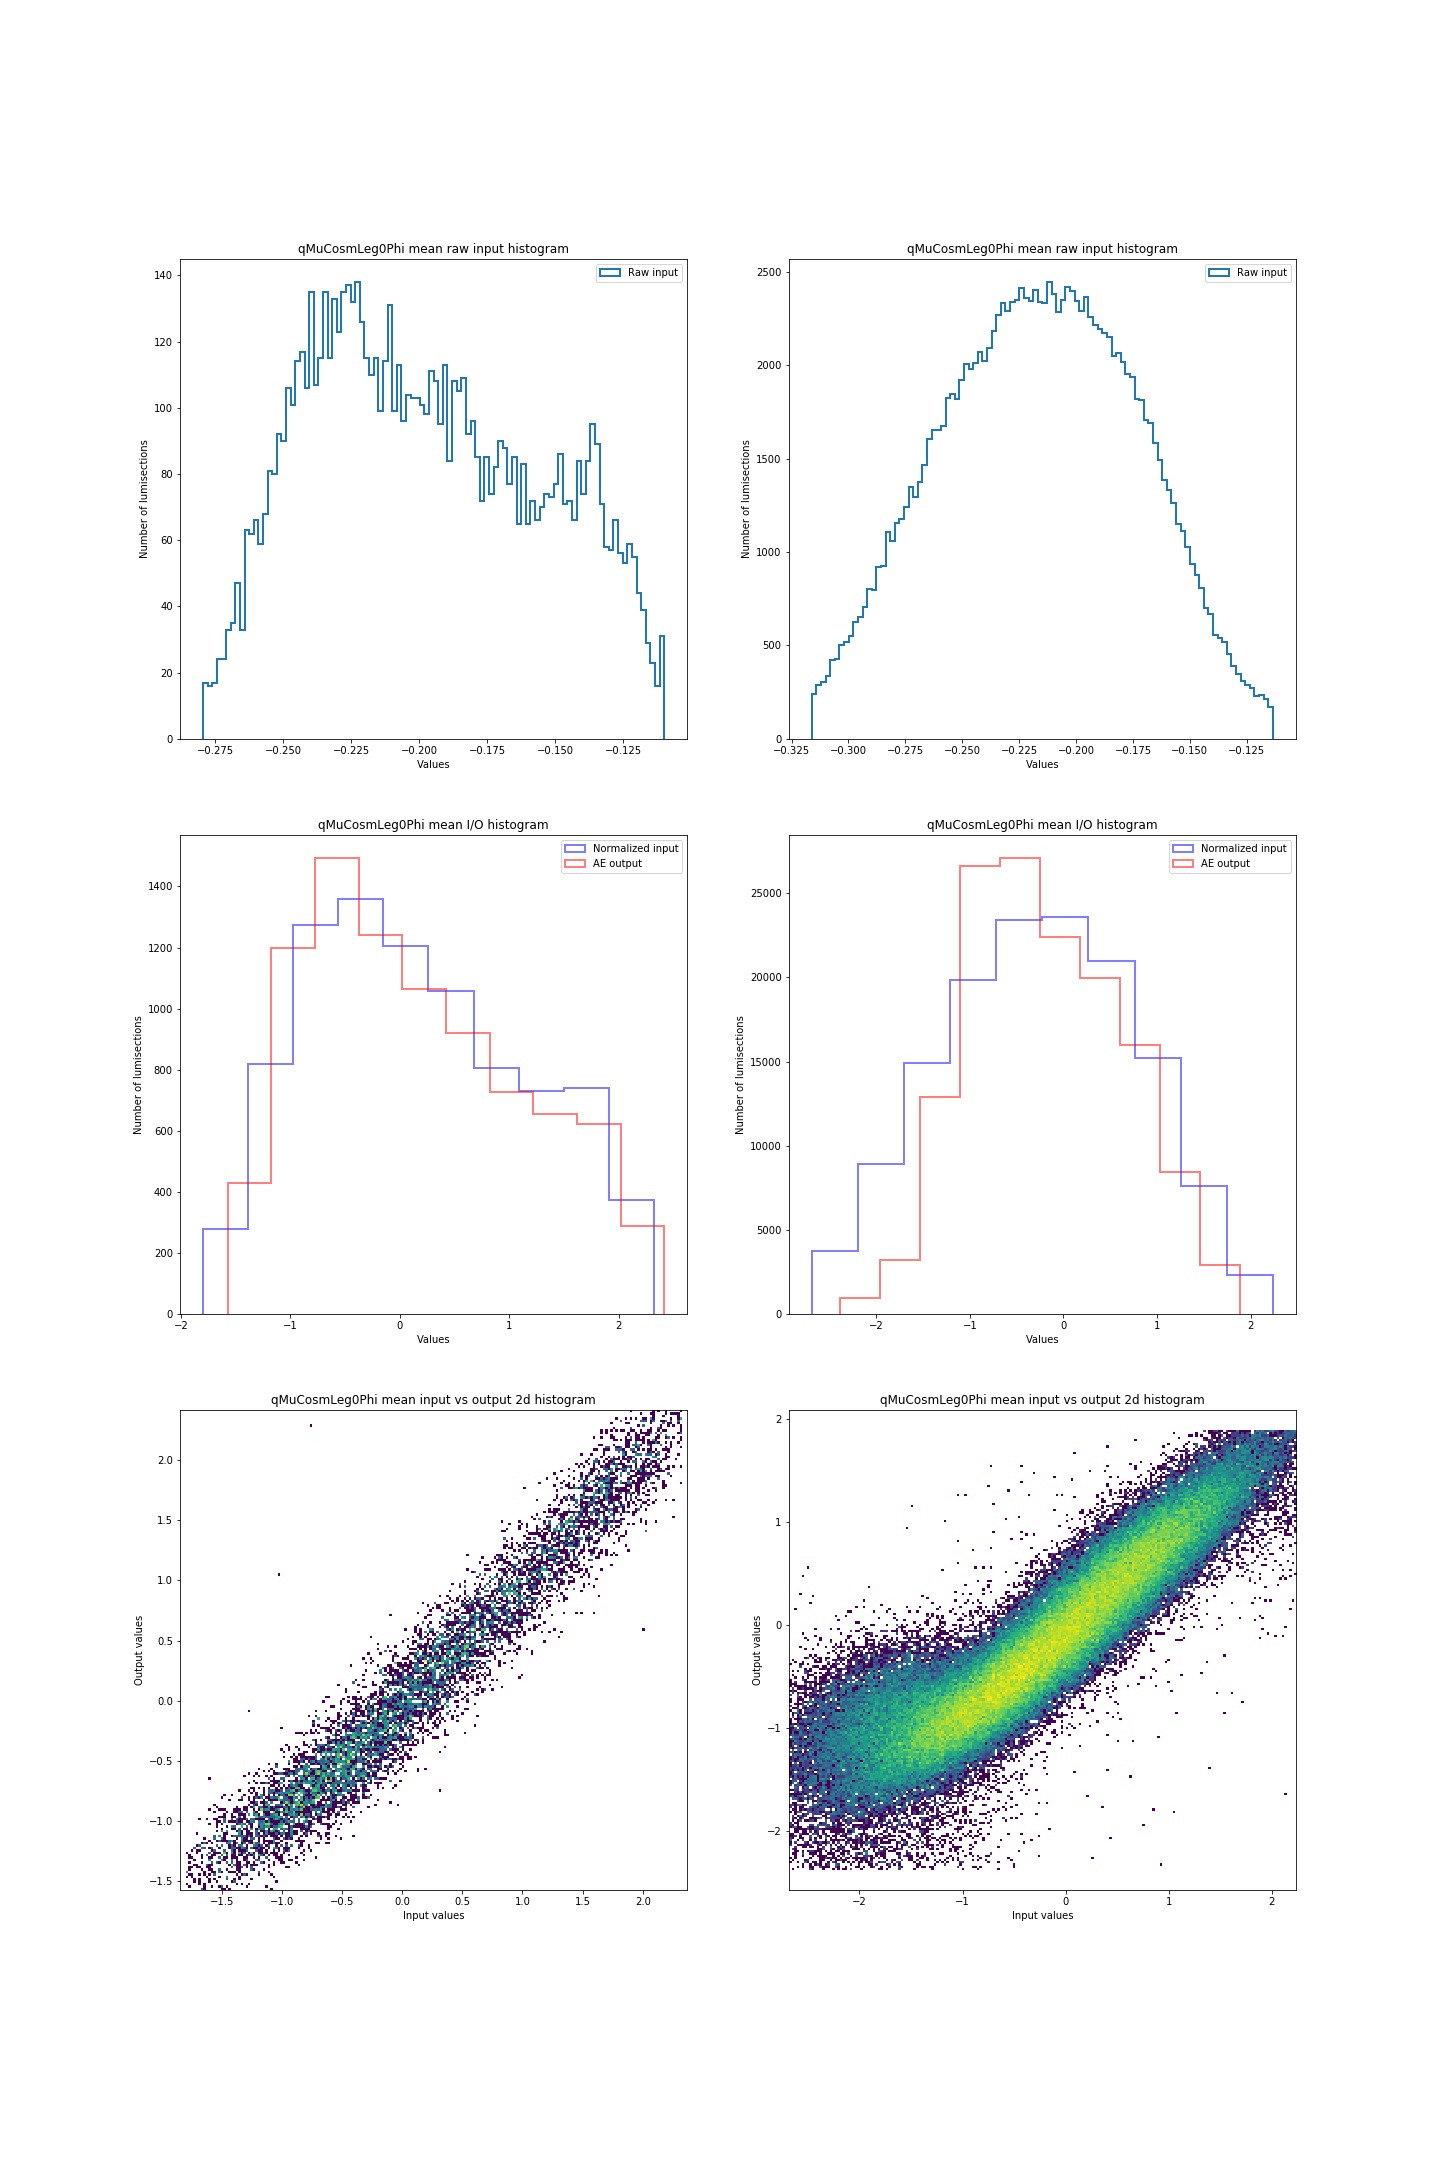 qMuCosmLeg0Phi mean raw input histogram
Raw input
Number of lumisections
140
120
100
80
60
40
20
0
−0.275 −0.250 −0.225 −0.200 −0.175 −0.150 −0.125
Values
qMuCosmLeg0Phi mean raw input histogram
Raw input
Number of lumisections
2500
2000
1500
1000
500
0
−0.325 −0.300 −0.275 −0.250 −0.225 −0.200 −0.175 −0.150 −0.125
Values
qMuCosmLeg0Phi mean I/O histogram
Normalized input
AE output
Number of lumisections
1400
1200
1000
800
600
400
200
0
−2 −1 0 1 2
Values
qMuCosmLeg0Phi mean I/O histogram
Normalized input
AE output
Number of lumisections
25000
20000
15000
10000
5000
0
−2 −1 0 1 2
Values
qMuCosmLeg0Phi mean input vs output 2d histogram
Output values
2.0
1.5
1.0
0.5
0.0
−0.5
−1.0
−1.5
−1.5 −1.0 −0.5 0.0 0.5 1.0 1.5 2.0
Input values
qMuCosmLeg0Phi mean input vs output 2d histogram
Output values
2
1
0
−1
−2
−2 −1 0 1 2
Input values